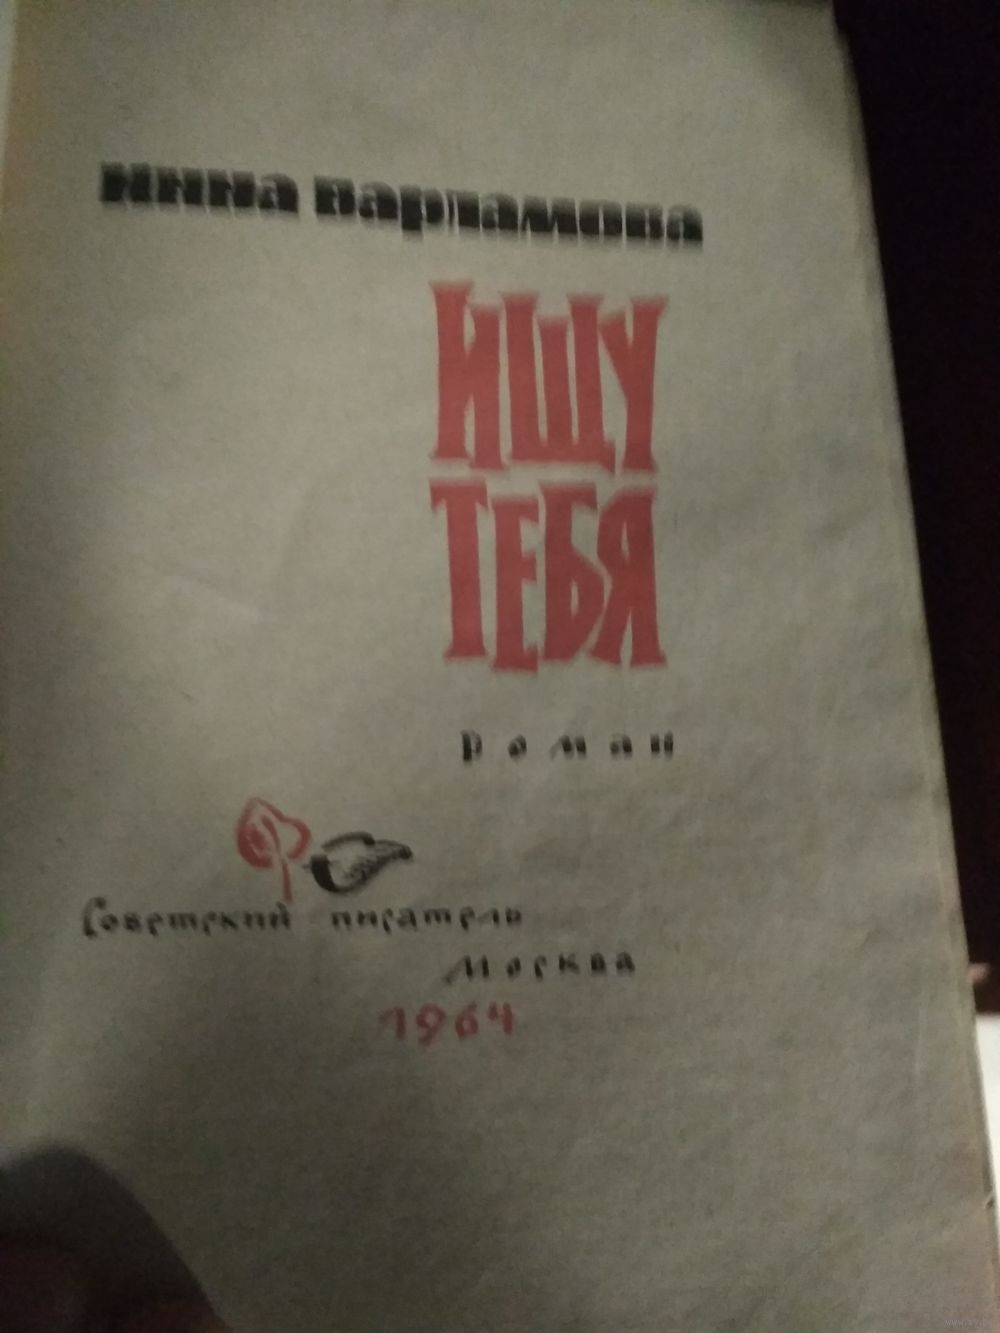 инна варламова
ИЩУ
ТЕБЯ
роман
Советский писатель
Москва
1964